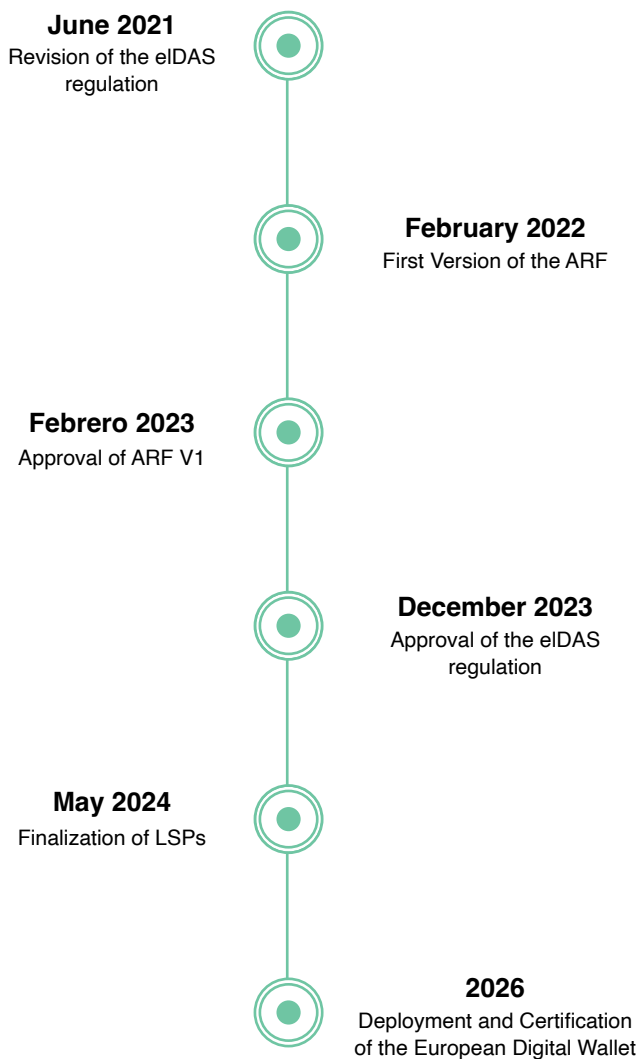 June 2021
Revision of the eIDAS
regulation
February 2022
First Version of the ARF
Febrero 2023
Approval of ARF V1
December 2023
Approval of the eIDAS
regulation
May 2024
Finalization of LSPs
2026
Deployment and Certification
of the European Digital Wallet